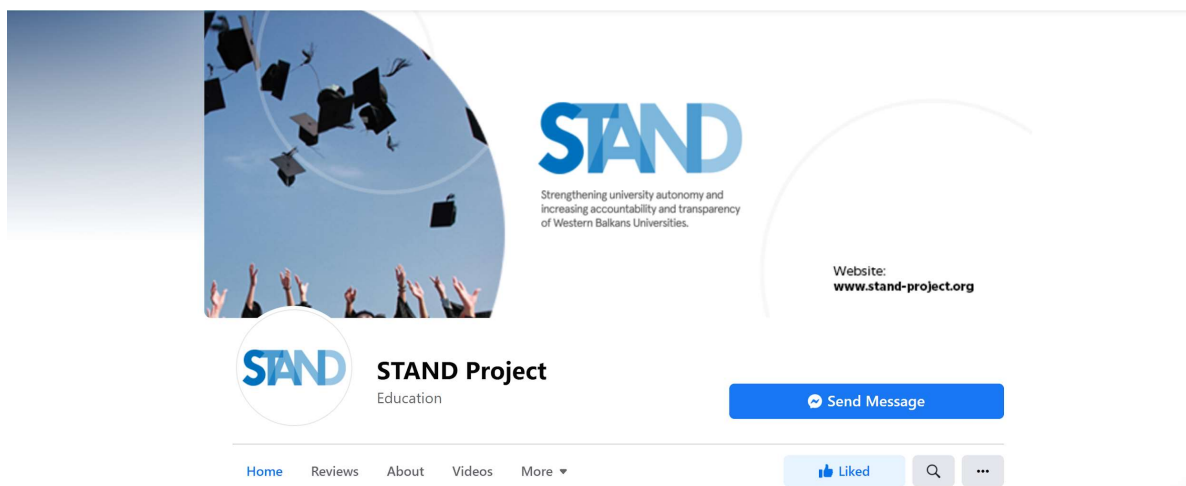 STAND
Strengthening university autonomy and
increasing accountability and transparency
of Western Balkans Universities.
Website:
www.stand-project.org
STAND
STAND Project
Education
Send Message
Home Reviews About Videos More
Liked